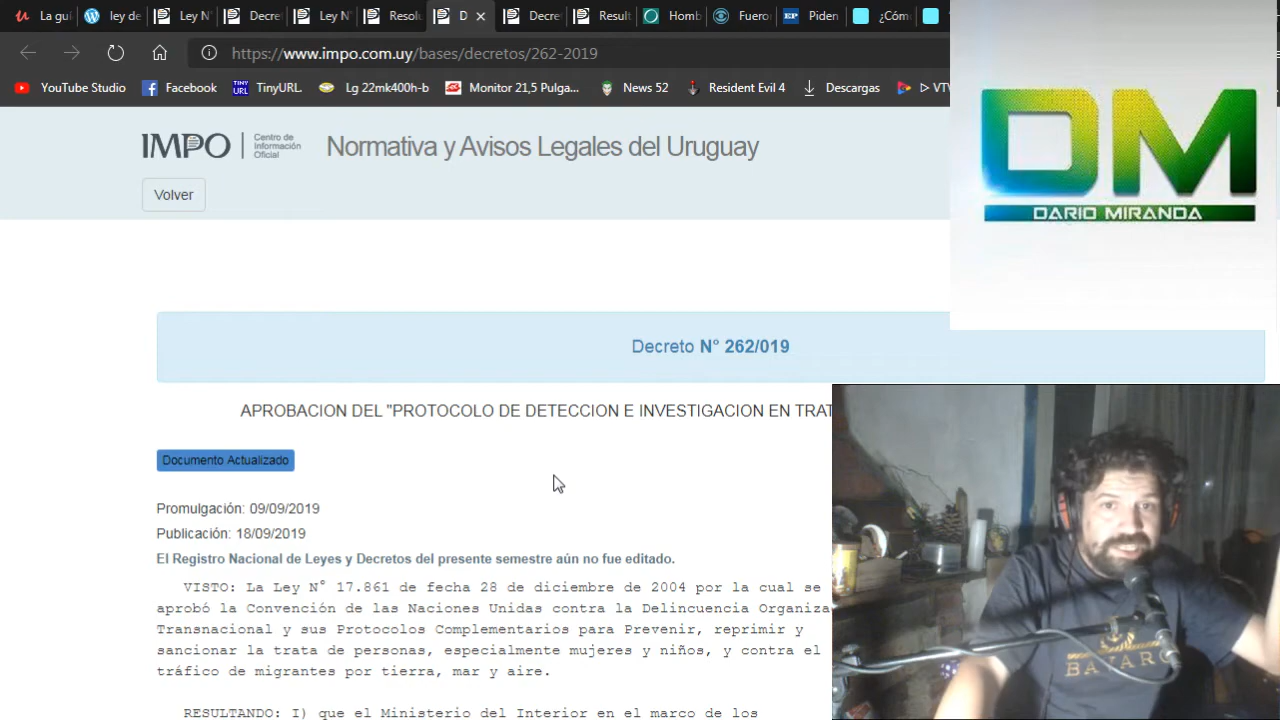 La guí
ley de
Ley N°
Decre
Ley N°
Resolu
D
Decre
Result
Homb
Fuero
Piden
¿Cóm
https://www.impo.com.uy/bases/decretos/262-2019
YouTube Studio
Facebook
TinyURL
Lg 22mk400h-b
Monitor 21,5 Pulga...
News 52
Resident Evil 4
Descargas
▷ VTV
IMPO
Centro de
Información
Oficial
Normativa y Avisos Legales del Uruguay
Volver
DM
DARIO MIRANDA
Decreto N° 262/019
APROBACION DEL "PROTOCOLO DE DETECCION E INVESTIGACION EN TRAT
Documento Actualizado
Promulgación: 09/09/2019
Publicación: 18/09/2019
El Registro Nacional de Leyes y Decretos del presente semestre aún no fue editado.
VISTO: La Ley N° 17.861 de fecha 28 de diciembre de 2004 por la cual se
aprobó la Convención de las Naciones Unidas contra la Delincuencia Organiza
Transnacional y sus Protocolos Complementarios para Prevenir, reprimir y
sancionar la trata de personas, especialmente mujeres y niños, y contra el
tráfico de migrantes por tierra, mar y aire.
RESULTANDO: I) que el Ministerio del Interior en el marco de los
BAVARO